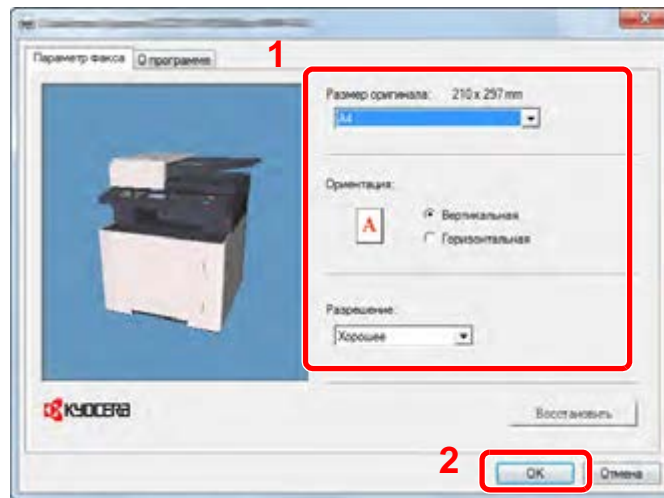 Параметр факса О программе
1
Размер оригинала: 210 x 297 mm
A4
Ориентация:
A
Вертикальная
Горизонтальная
Разрешение:
Хорошее
KYOCERA
Восстановить
2
OK Отмена